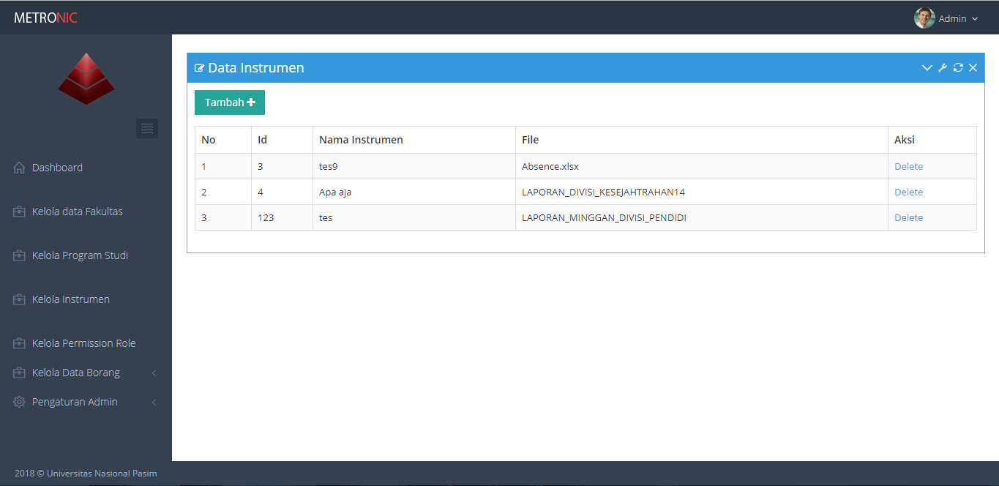 METRONIC
Admin
Data Instrumen
Tambah
No Id Nama Instrumen File Aksi
1 3 tes9 Absence.xlsx Delete
2 4 Apa aja LAPORAN_DIVISI_KESEJAHTRAHAN14 Delete
3 123 tes LAPORAN_MINGGAN_DIVISI_PENDIDI Delete
Dashboard
Kelola data Fakultas
Kelola Program Studi
Kelola Instrumen
Kelola Permission Role
Kelola Data Borang
Pengaturan Admin
2018 © Universitas Nasional Pasim